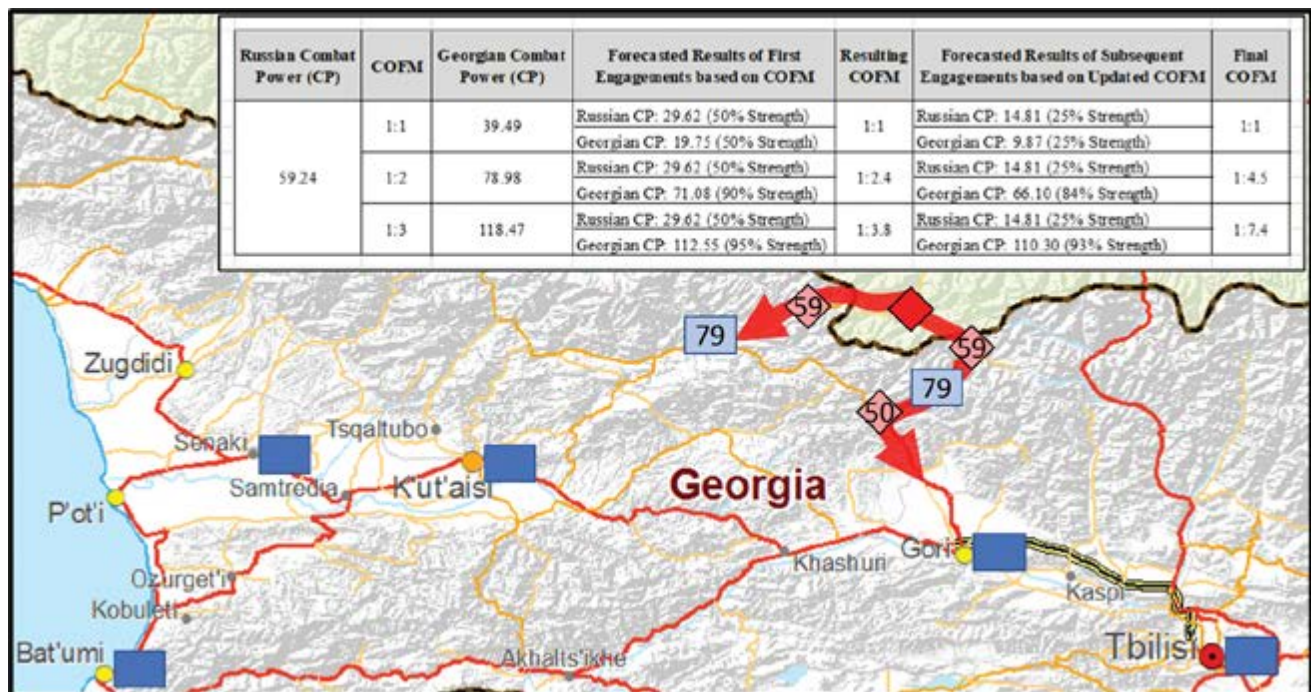 Russian Combat Power (CP)
COFM
Georgian Combat Power (CP)
Forecasted Results of First Engagements based on COFM
Resulting COFM
Forecasted Results of Subsequent Engagements based on Updated COFM
Final COFM
59.24
1:1
39.49
Russian CP: 29.62 (50% Strength)
Georgian CP: 19.75 (50% Strength)
1:1
Russian CP: 14.81 (25% Strength)
Georgian CP: 9.87 (25% Strength)
1:1
1:2
78.98
Russian CP: 29.62 (50% Strength)
Georgian CP: 71.08 (90% Strength)
1:2.4
Russian CP: 14.81 (25% Strength)
Georgian CP: 66.10 (84% Strength)
1:4.5
1:3
118.47
Russian CP: 29.62 (50% Strength)
Georgian CP: 112.55 (95% Strength)
1:3.8
Russian CP: 14.81 (25% Strength)
Georgian CP: 110.30 (93% Strength)
1:7.4
59
79
59
79
50
Zugdidi
Senaki
Tsqaltubo
Samtredia
K'ut'aisi
Georgia
P'ot'i
Khashuri
Gori
Kaspi
Ozurget'i
Kobuleti
Bat'umi
Akhalts'ikhe
Tbilisi